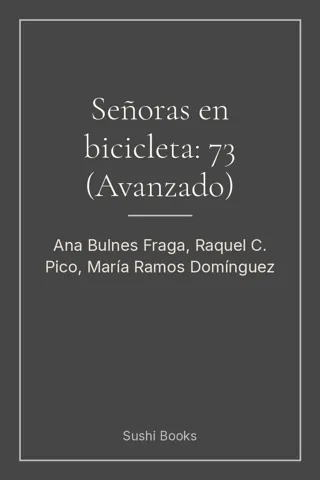 Señoras en
bicicleta: 73
(Avanzado)
Ana Bulnes Fraga, Raquel C.
Pico, María Ramos Domínguez
Sushi Books